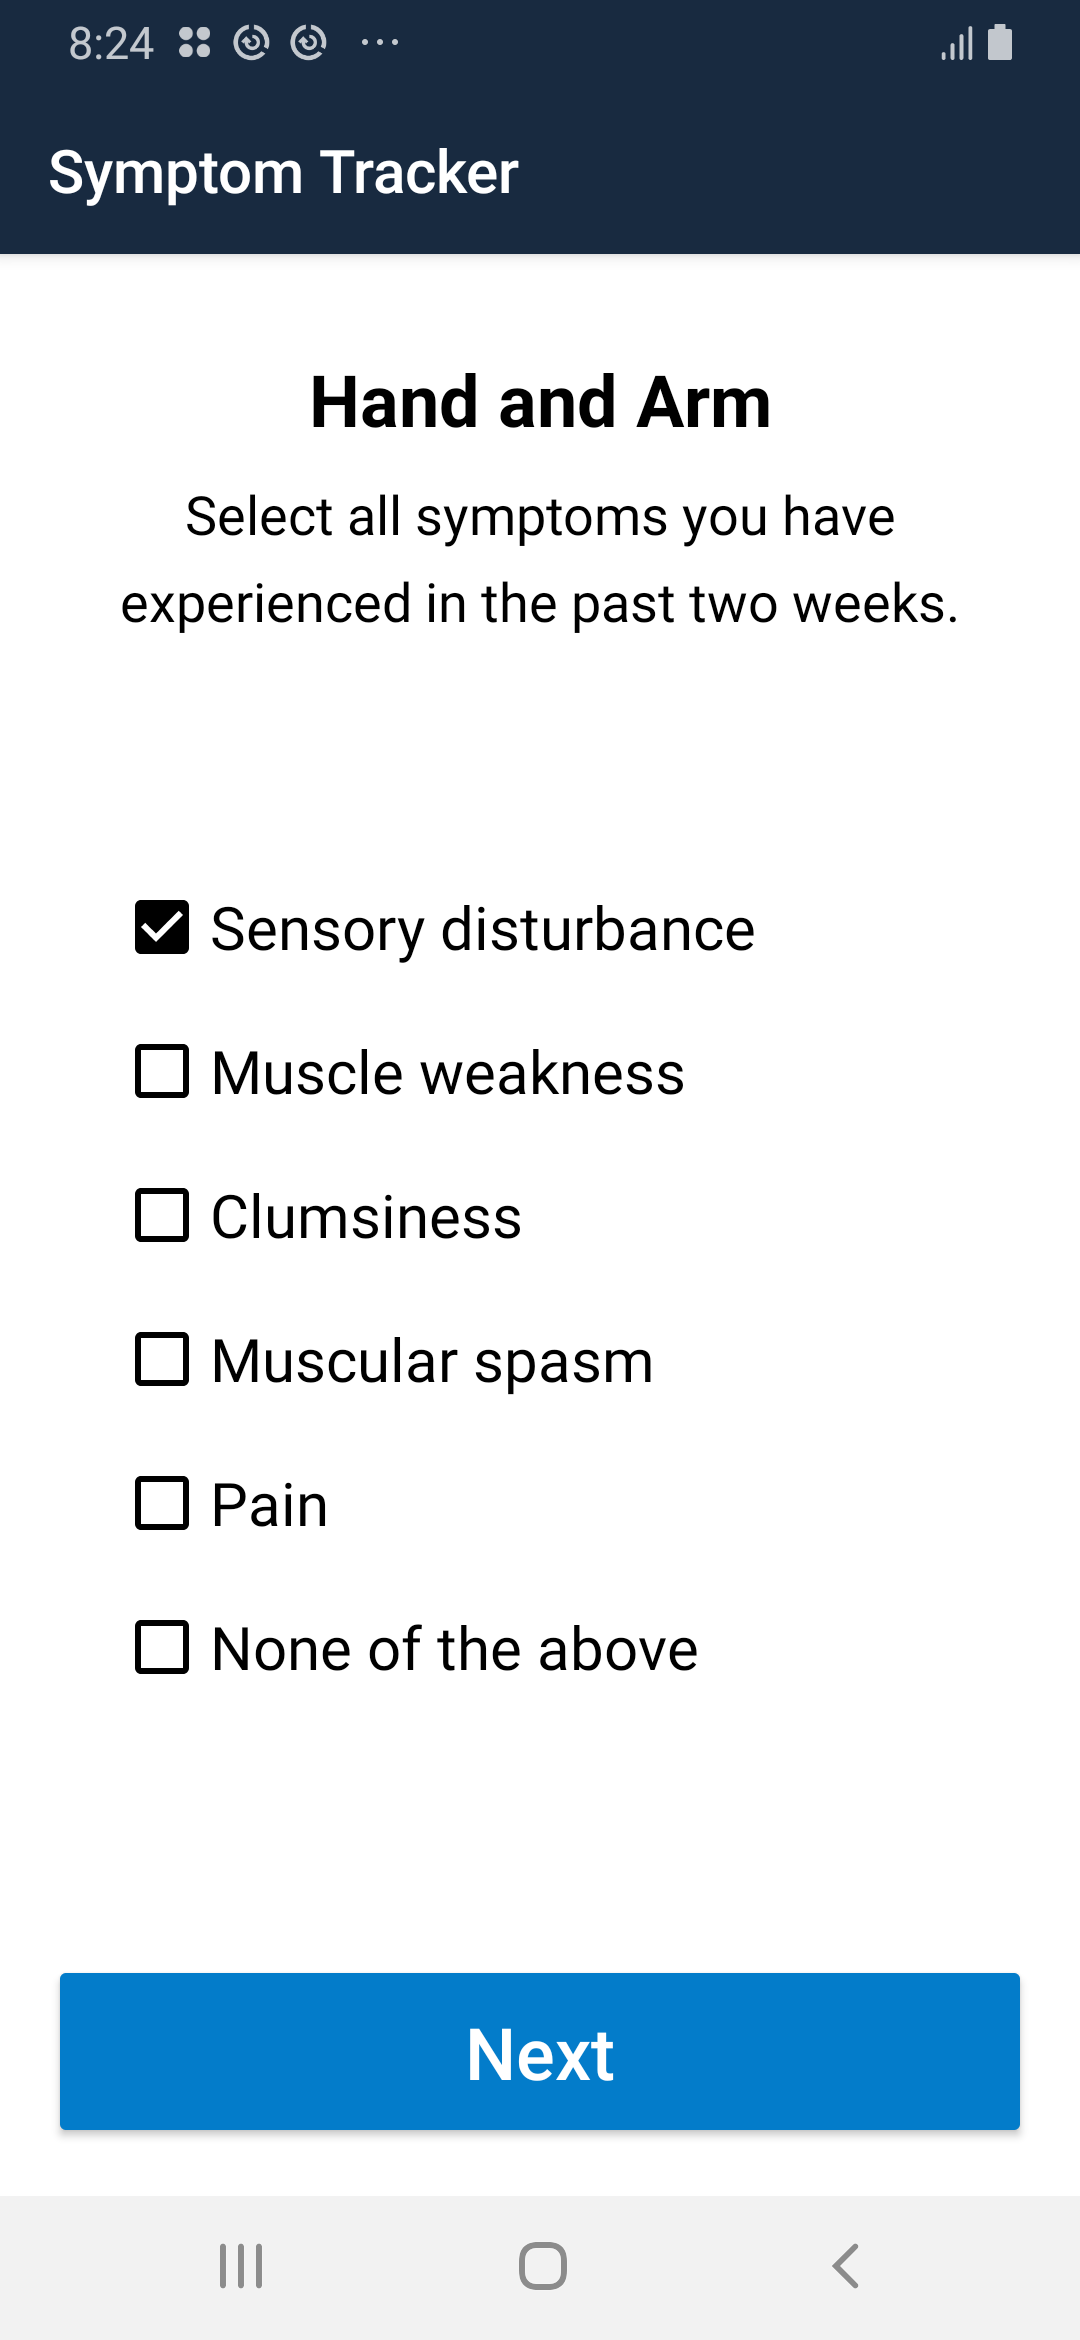 8:24
Symptom Tracker
Hand and Arm
Select all symptoms you have
experienced in the past two weeks.
Sensory disturbance
Muscle weakness
Clumsiness
Muscular spasm
Pain
None of the above
Next